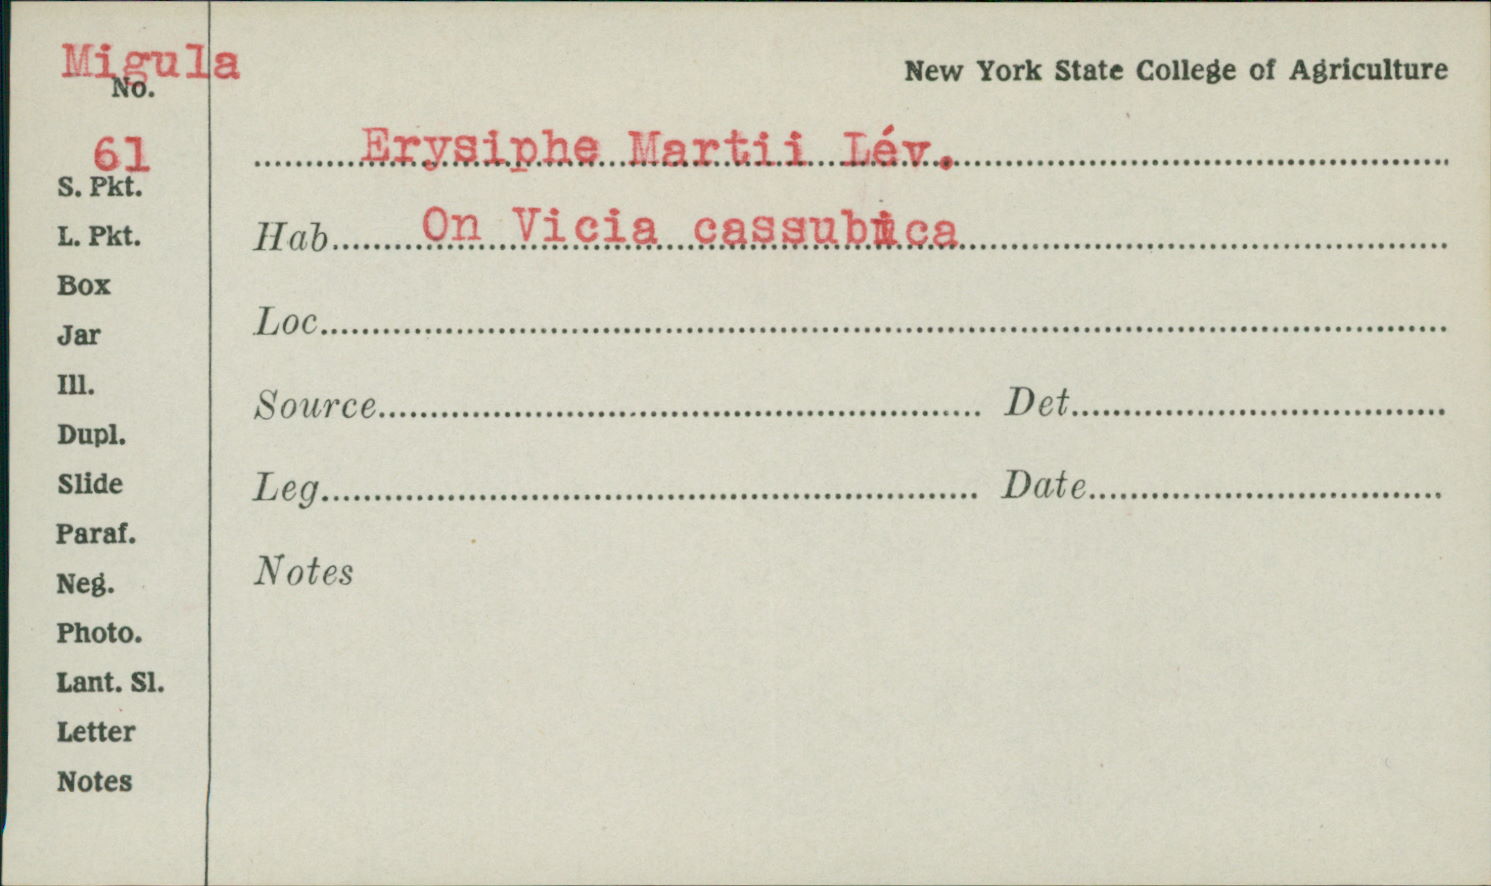 Migula
No.
61
New York State College of Agriculture
Erysiphe Martii Lév.
Hab. On Vicia cassubica
Loc.
Source Det.
Leg. Date
Notes
S. Pkt.
L. Pkt.
Box
Jar
Ill.
Dupl.
Slide
Paraf.
Neg.
Photo.
Lant. Sl.
Letter
Notes